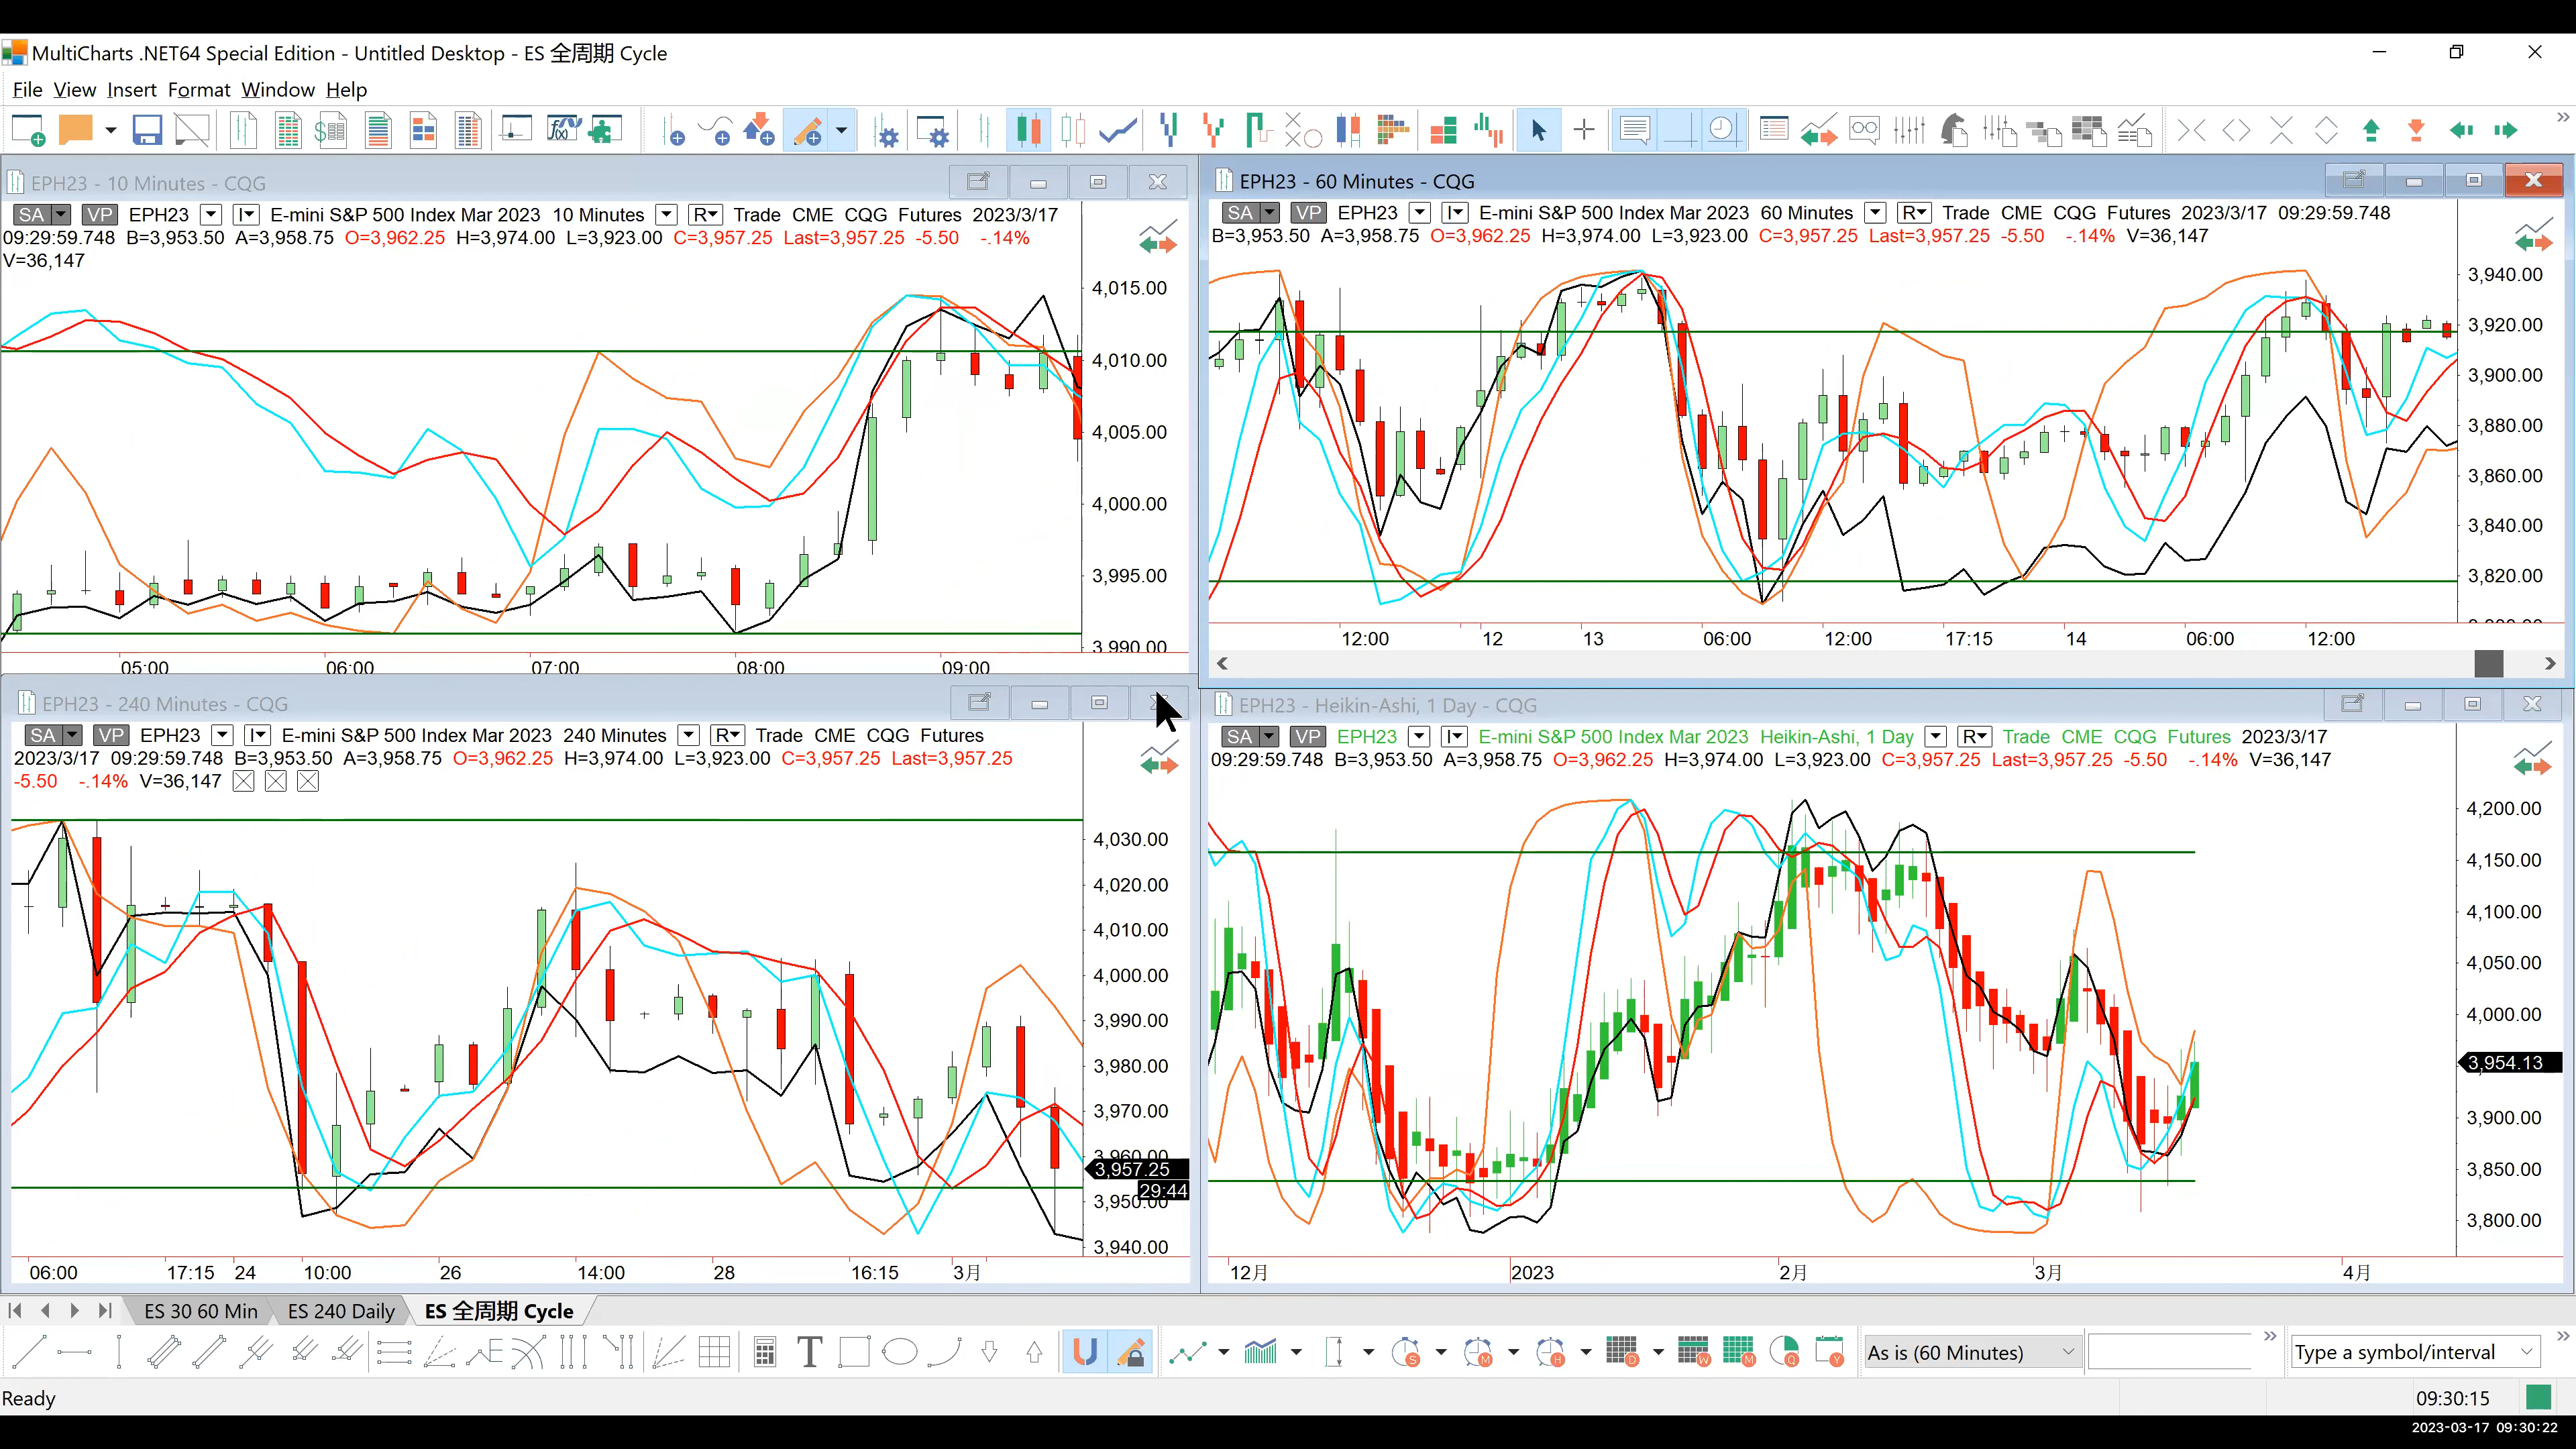 MultiCharts .NET64 Special Edition - Untitled Desktop - ES 全周期 Cycle
File View Insert Format Window Help
EPH23 - 10 Minutes - CQG
SA VP EPH23 I E-mini S&P 500 Index Mar 2023 10 Minutes R Trade CME CQG Futures 2023/3/17
09:29:59.748 B=3,953.50 A=3,958.75 O=3,962.25 H=3,974.00 L=3,923.00 C=3,957.25 Last=3,957.25 -5.50 -.14%
V=36,147
4,015.00
4,010.00
4,005.00
4,000.00
3,995.00
3,990.00
05:00 06:00 07:00 08:00 09:00
EPH23 - 60 Minutes - CQG
SA VP EPH23 I E-mini S&P 500 Index Mar 2023 60 Minutes R Trade CME CQG Futures 2023/3/17 09:29:59.748
B=3,953.50 A=3,958.75 O=3,962.25 H=3,974.00 L=3,923.00 C=3,957.25 Last=3,957.25 -5.50 -.14% V=36,147
3,940.00
3,920.00
3,900.00
3,880.00
3,860.00
3,840.00
3,820.00
12:00 12 13 06:00 12:00 17:15 14 06:00 12:00
EPH23 - 240 Minutes - CQG
SA VP EPH23 I E-mini S&P 500 Index Mar 2023 240 Minutes R Trade CME CQG Futures
2023/3/17 09:29:59.748 B=3,953.50 A=3,958.75 O=3,962.25 H=3,974.00 L=3,923.00 C=3,957.25 Last=3,957.25
-5.50 -.14% V=36,147
4,030.00
4,020.00
4,010.00
4,000.00
3,990.00
3,980.00
3,970.00
3,960.00
3,957.25
29:44
3,950.00
3,940.00
06:00 17:15 24 10:00 26 14:00 28 16:15 3月
EPH23 - Heikin-Ashi, 1 Day - CQG
SA VP EPH23 I E-mini S&P 500 Index Mar 2023 Heikin-Ashi, 1 Day R Trade CME CQG Futures 2023/3/17
09:29:59.748 B=3,953.50 A=3,958.75 O=3,962.25 H=3,974.00 L=3,923.00 C=3,957.25 Last=3,957.25 -5.50 -.14% V=36,147
4,200.00
4,150.00
4,100.00
4,050.00
4,000.00
3,954.13
3,900.00
3,850.00
3,800.00
12月 2023 2月 3月 4月
ES 30 60 Min ES 240 Daily ES 全周期 Cycle
As is (60 Minutes) Type a symbol/interval
Ready 09:30:15
2023-03-17 09:30:22